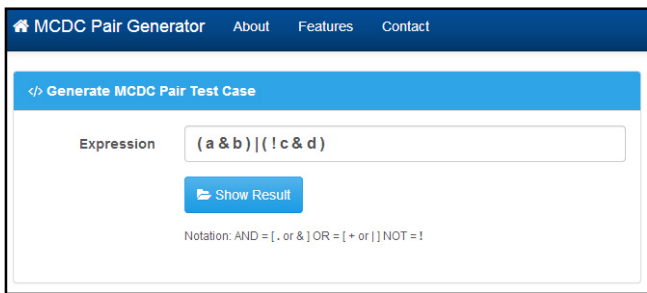 MCDC Pair Generator About Features Contact
</> Generate MCDC Pair Test Case
Expression (a&b)|(!c&d)
Show Result
Notation: AND = [ . or & ] OR = [ + or | ] NOT = !